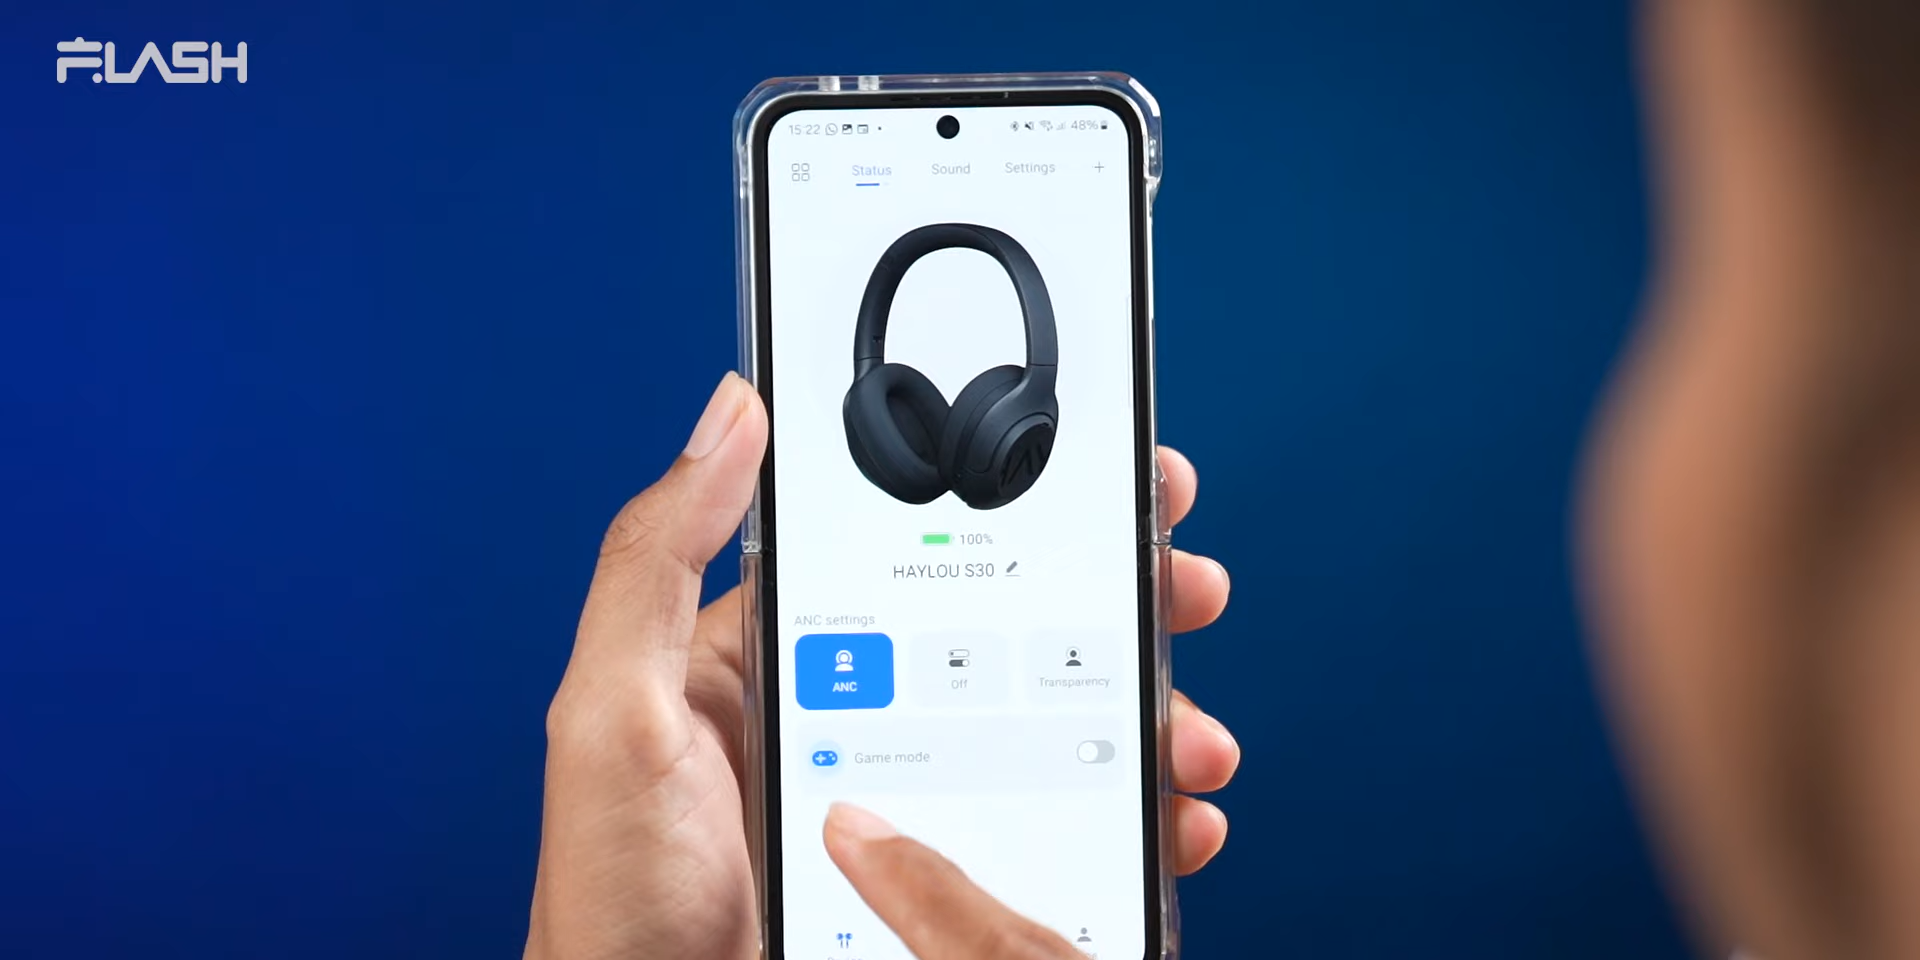 FLASH
15:22
48%
Status Sound Settings
100%
HAYLOU S30
ANC settings
ANC Off Transparency
Game mode